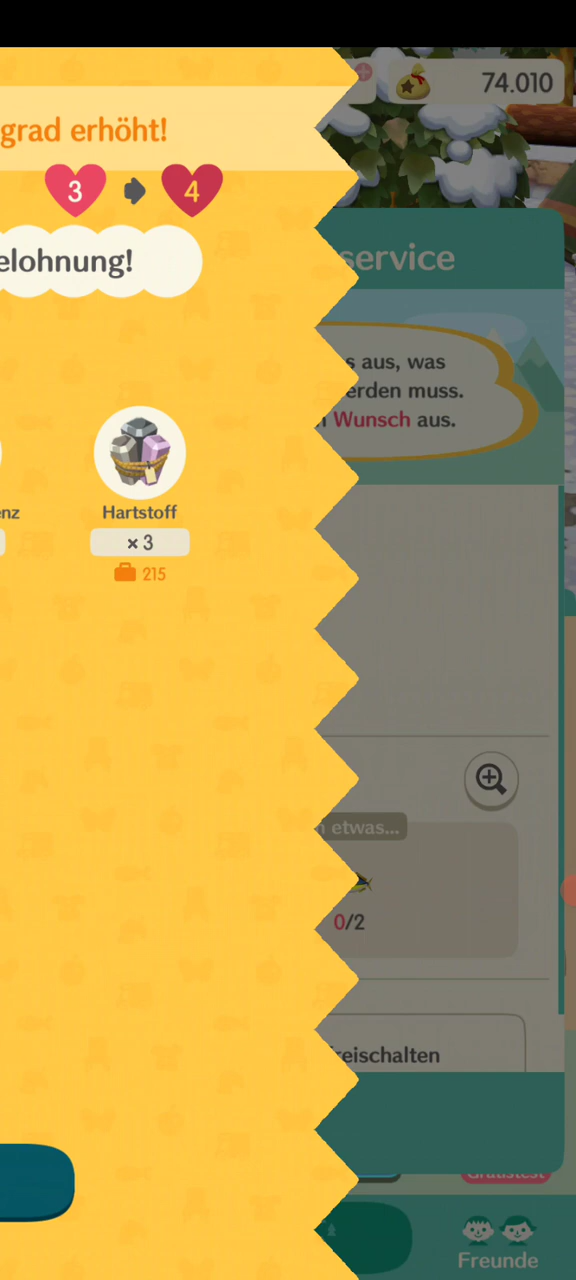 74.010
grad erhöht!
3 4
elohnung!
service
s aus, was
erden muss.
Wunsch aus.
enz
Hartstoff
×3
215
etwas...
0/2
reischalten
Gratistest
Freunde